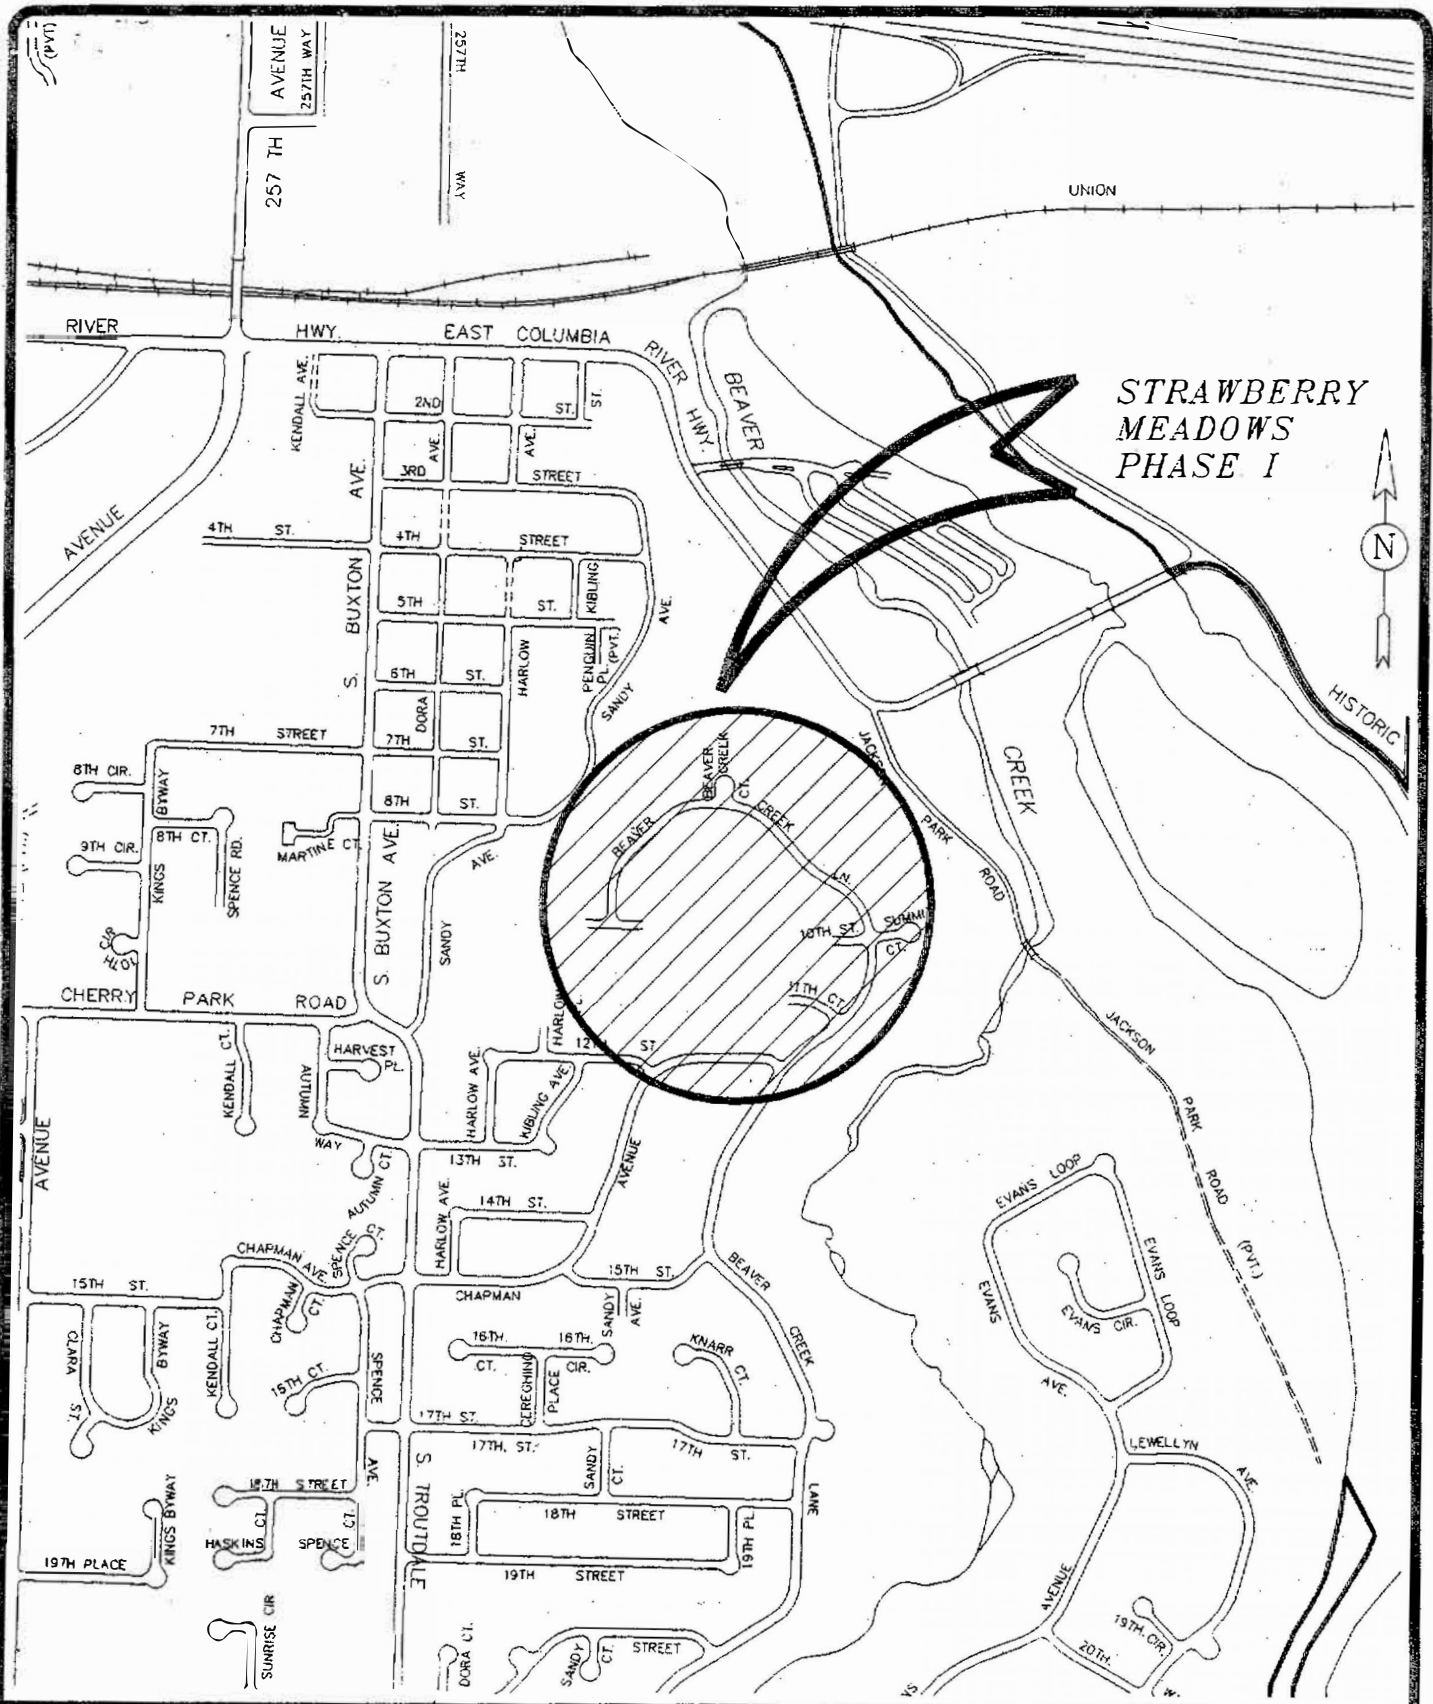 (PVT)
AVENUE
257TH WAY
257 TH
257TH
WAY
UNION
RIVER
HWY.
EAST COLUMBIA
RIVER
HWY.
BEAVER
STRAWBERRY
MEADOWS
PHASE I
N
KENDALL AVE.
2ND
ST.
ST.
AVE.
AVE.
3RD
STREET
AVE.
AVENUE
4TH
ST.
4TH
STREET
BUXTON
5TH
ST.
KIBLING
AVE.
S.
6TH
ST.
HARLOW
PENGUIN
PL.
(PVT.)
SANDY
DORA
7TH
STREET
7TH
ST.
HISTORIC
8TH CIR.
BYWAY
8TH
ST.
8TH CT.
MARTINE CT.
SPENCE RD.
9TH CIR.
KINGS
S. BUXTON AVE.
AVE.
SANDY
BEAVER
CREEK
CT.
BEAVER
CREEK
LN.
JACKSON
PARK
ROAD
CREEK
10TH ST.
SUMMI
CT.
11TH CT.
10TH
CIR
CHERRY
PARK
ROAD
HARLOW
12TH
ST
KENDALL CT.
AUTUMN
HARVEST
PL.
HARLOW AVE.
KIBLING AVE.
JACKSON
PARK
ROAD
(PVT.)
WAY
AUTUMN CT.
13TH
ST.
AVENUE
AVENUE
HARLOW AVE.
14TH
ST.
EVANS LOOP
EVANS LOOP
EVANS
EVANS CIR.
AVE.
SPENCE
CT.
CHAPMAN AVE.
CHAPMAN
CT.
15TH
ST.
CHAPMAN
15TH
ST.
SANDY
AVE.
BEAVER
CREEK
LANE
CLARA
ST.
BYWAY
KINGS
KENDALL CT.
15TH CT.
SPENCE
AVE.
16TH.
CT.
16TH.
CIR.
CEREGHINO
PLACE
KNARR
CT.
17TH ST.
17TH. ST.
17TH
ST.
SANDY
CT.
LEWELLYN
AVE.
STREET
KINGS BYWAY
HASKINS
CT.
SPENCE
CT.
S. TROUTDALE
18TH PL.
18TH
STREET
19TH PL.
19TH PLACE
19TH
STREET
AVENUE
19TH. CIR.
20TH.
W.
VS
SUNRISE CIR
DORA CT.
SANDY
CT.
STREET